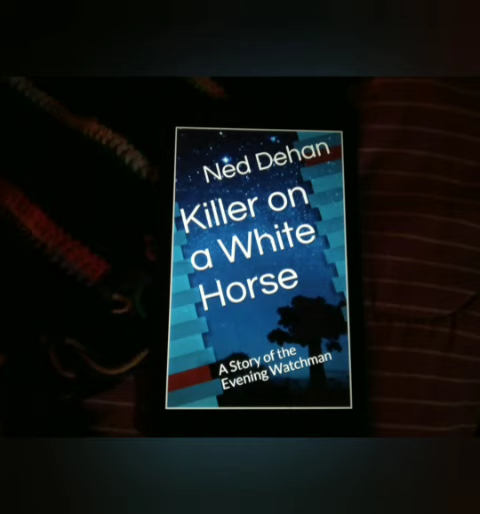 Ned Dehan
Killer on
a White
Horse
A Story of the
Evening Watchman